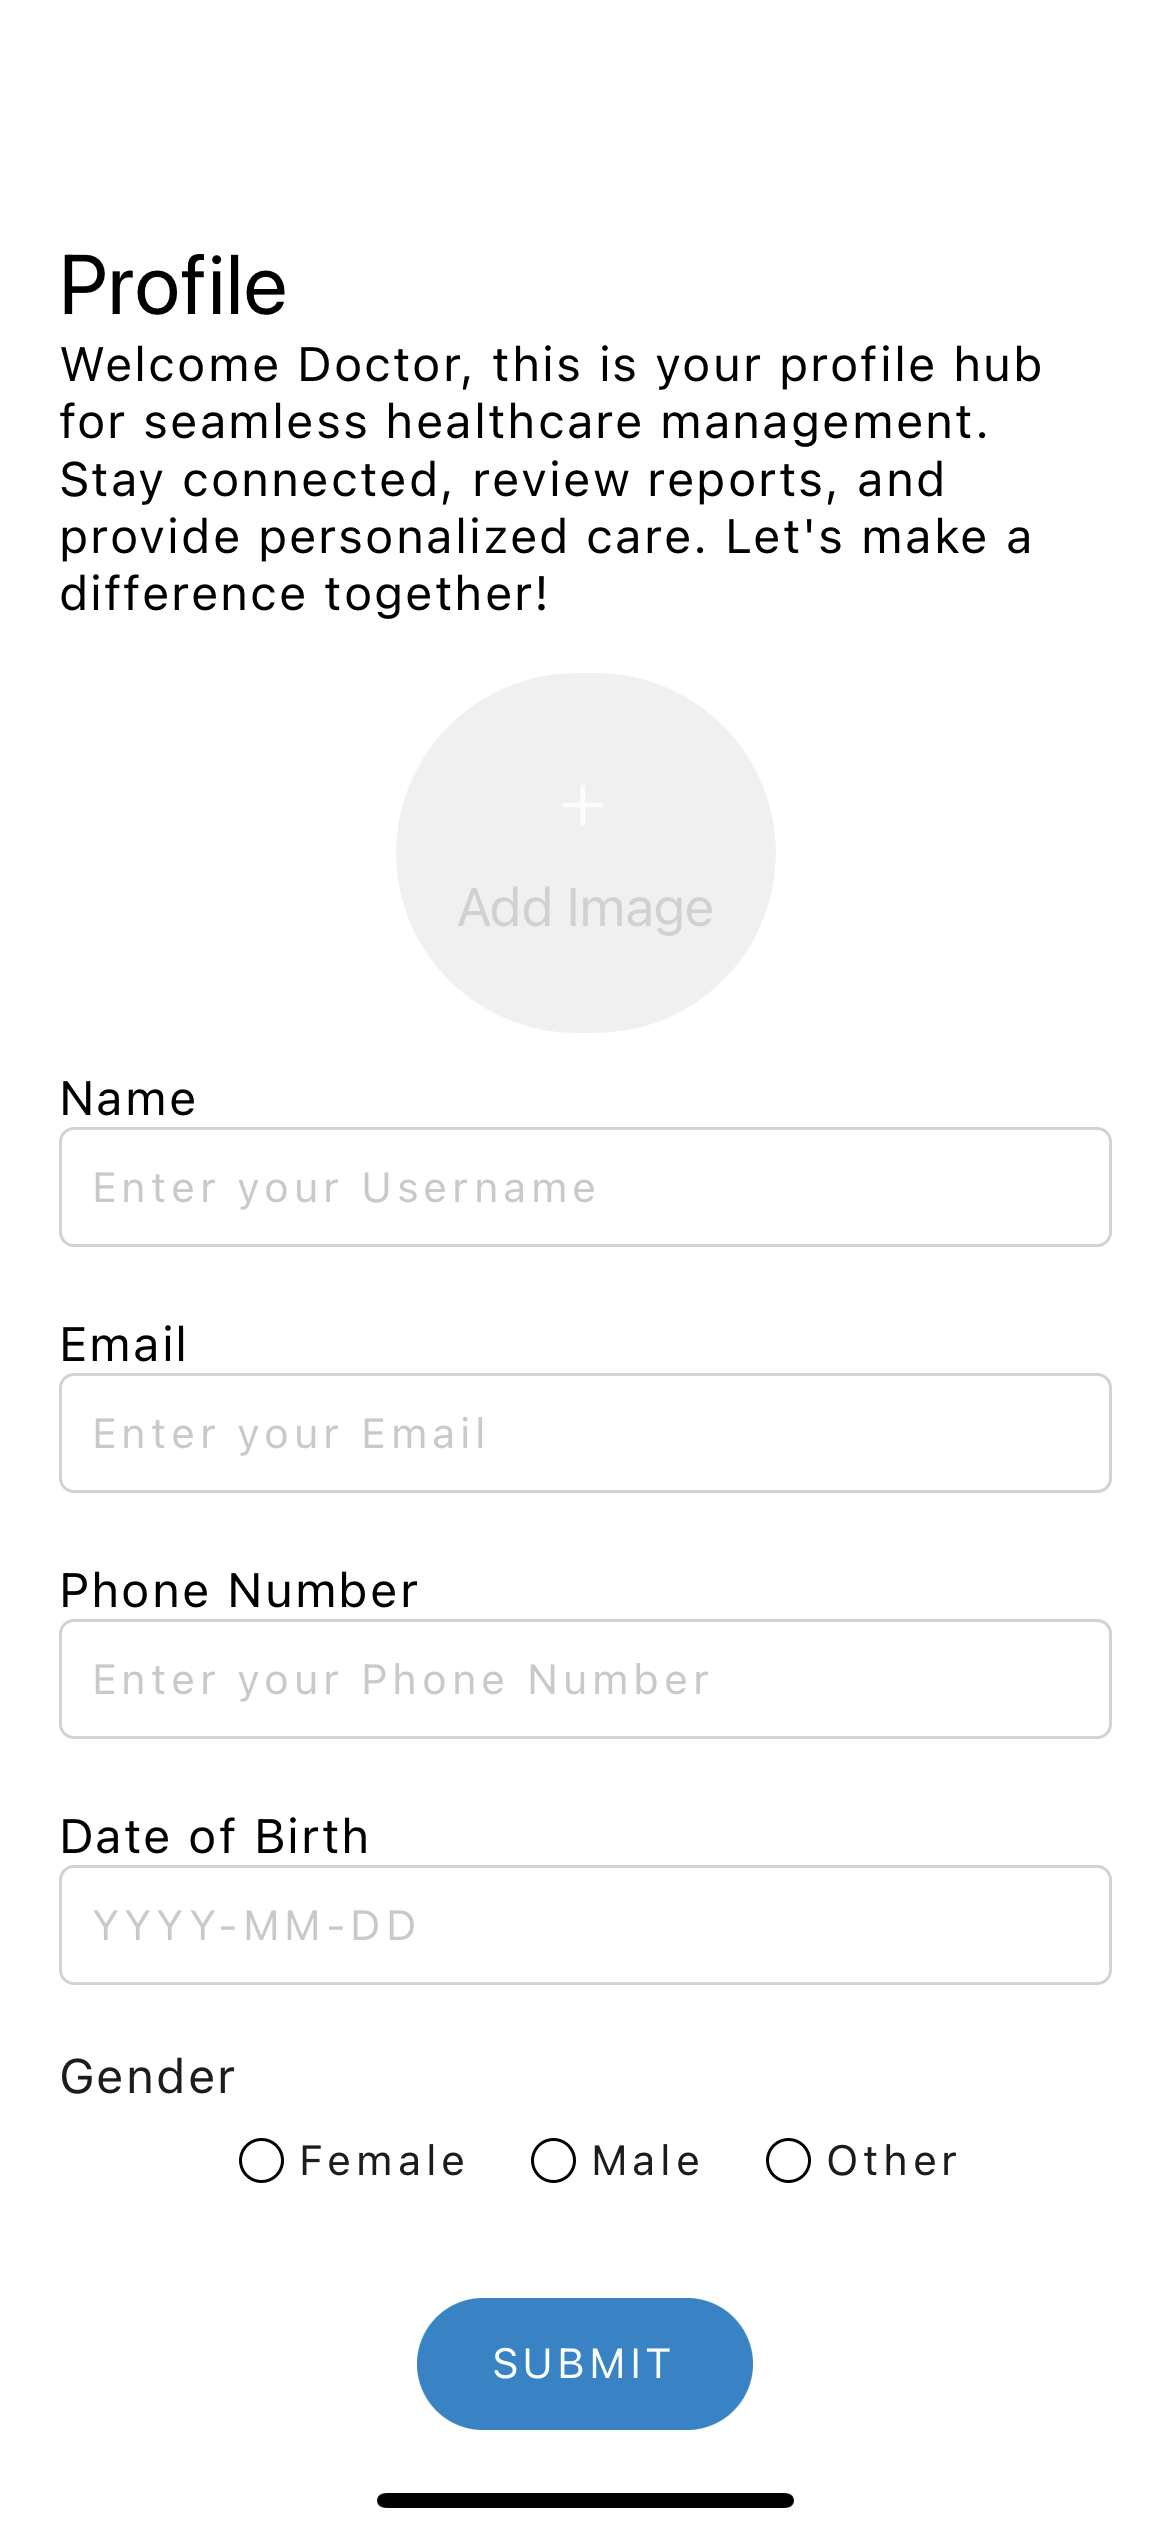 Profile
Welcome Doctor, this is your profile hub
for seamless healthcare management.
Stay connected, review reports, and
provide personalized care. Let's make a
difference together!
+
Add Image
Name
Enter your Username
Email
Enter your Email
Phone Number
Enter your Phone Number
Date of Birth
YYYY-MM-DD
Gender
Female Male Other
SUBMIT